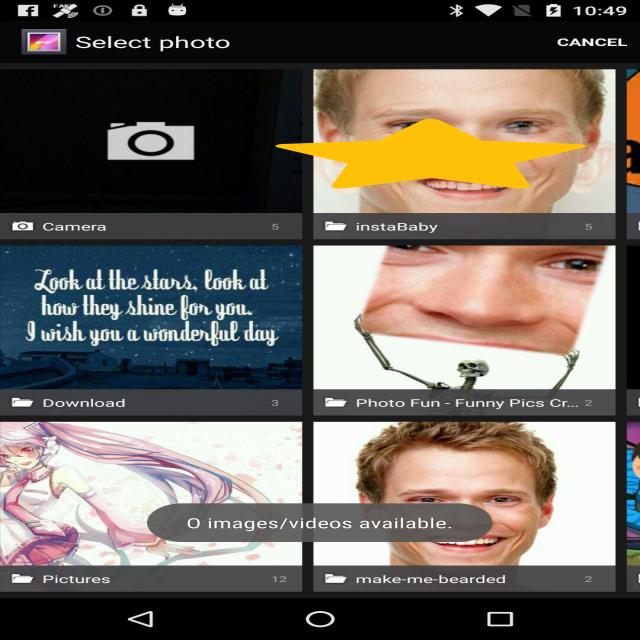 10:49
Select photo
CANCEL
Camera 5
instaBaby 5
Look at the stars, look at
how they shine for you.
I wish you a wonderful day
Download 3
Photo Fun - Funny Pics Cr... 2
0 images/videos available.
Pictures 12
make-me-bearded 2